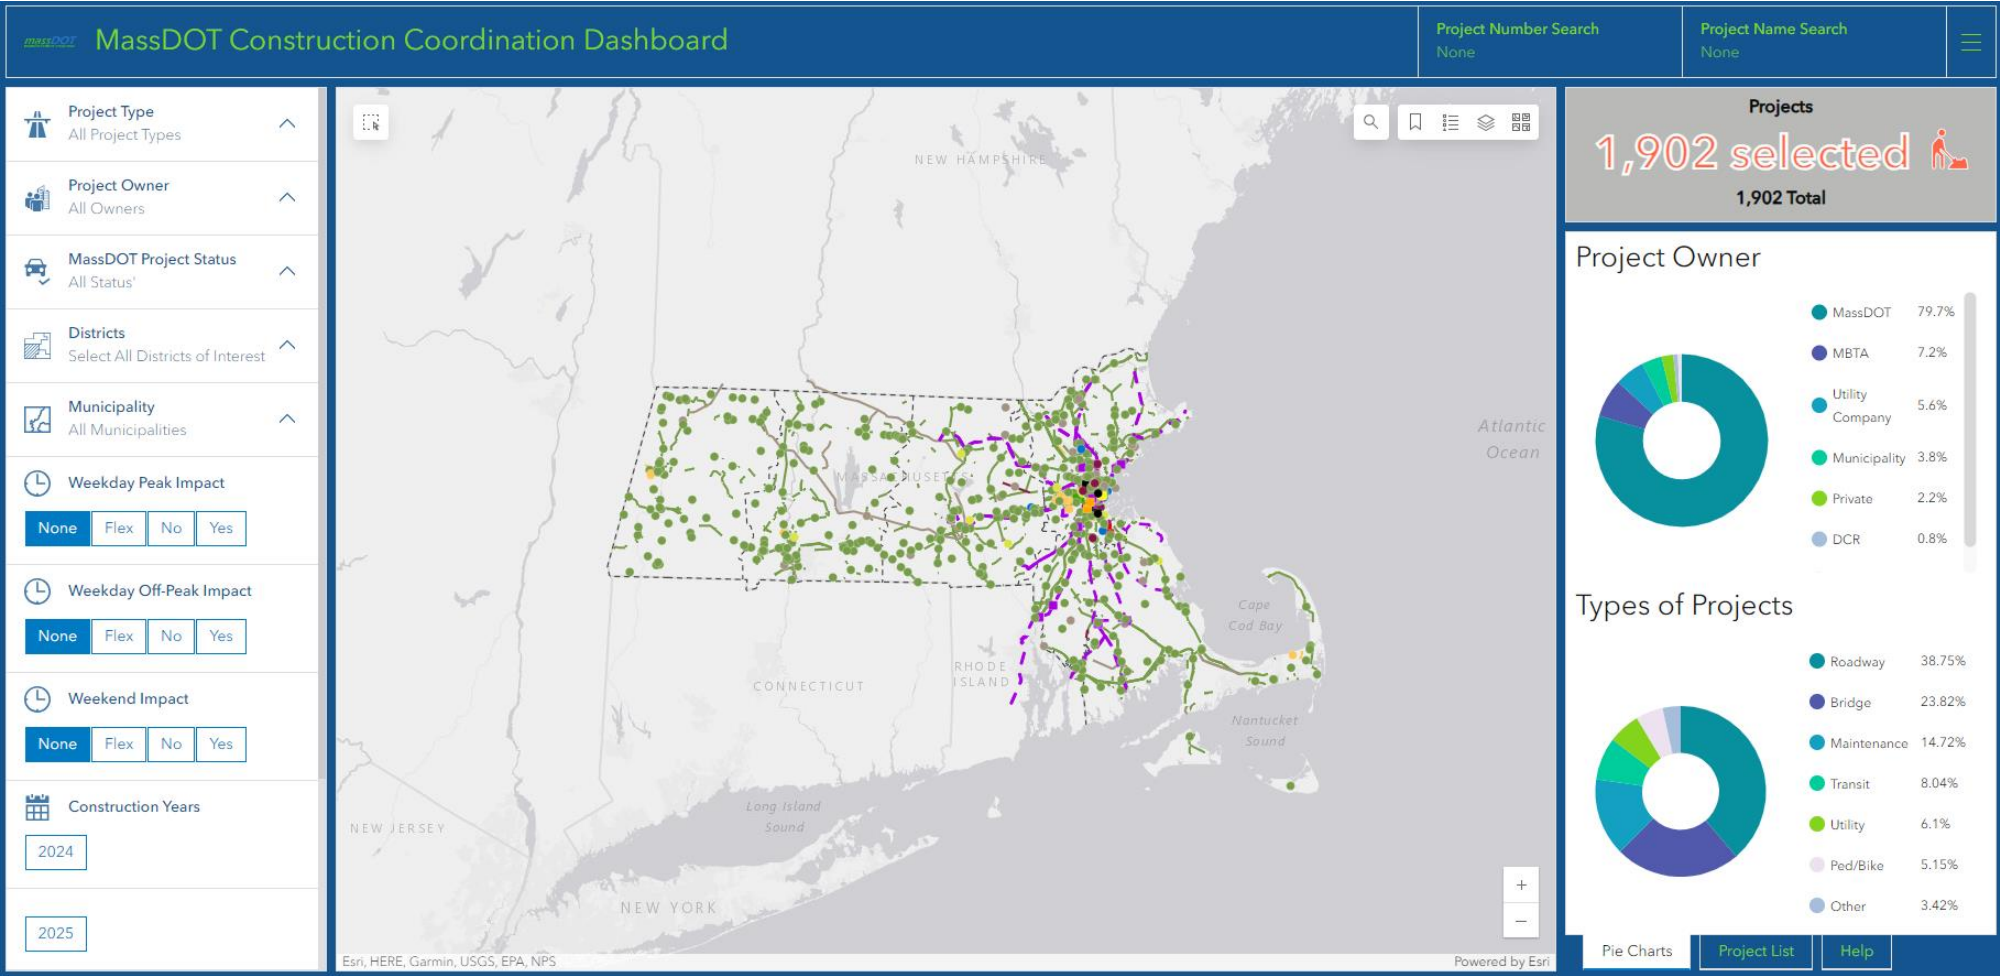 massDOT
MassDOT Construction Coordination Dashboard
Project Number Search
None
Project Name Search
None
Project Type
All Project Types
Project Owner
All Owners
MassDOT Project Status
All Status'
Districts
Select All Districts of Interest
Municipality
All Municipalities
Weekday Peak Impact
None Flex No Yes
Weekday Off-Peak Impact
None Flex No Yes
Weekend Impact
None Flex No Yes
Construction Years
2024
2025
NEW HAMPSHIRE
Atlantic
Ocean
MASSACHUSETTS
Cape
Cod Bay
RHODE
ISLAND
CONNECTICUT
Nantucket
Sound
Long Island
Sound
NEW JERSEY
NEW YORK
+
−
Esri, HERE, Garmin, USGS, EPA, NPS
Powered by Esri
Projects
1,902 selected
1,902 Total
Project Owner
MassDOT 79.7%
MBTA 7.2%
Utility
Company 5.6%
Municipality 3.8%
Private 2.2%
DCR 0.8%
Types of Projects
Roadway 38.75%
Bridge 23.82%
Maintenance 14.72%
Transit 8.04%
Utility 6.1%
Ped/Bike 5.15%
Other 3.42%
Pie Charts Project List Help